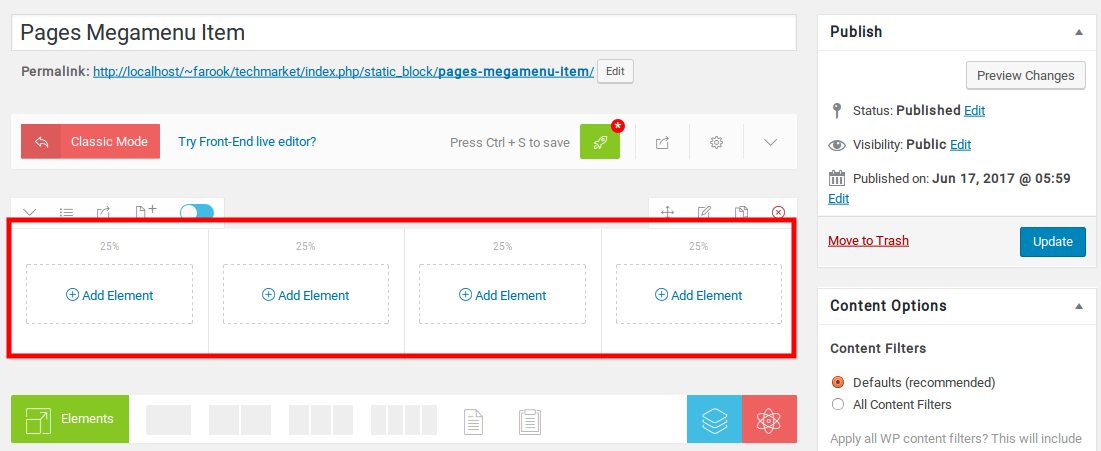 Pages Megamenu Item
Permalink: http://localhost/~farook/techmarket/index.php/static_block/pages-megamenu-item/ Edit
Classic Mode Try Front-End live editor? Press Ctrl + S to save *
25% 25% 25% 25%
Add Element Add Element Add Element Add Element
Elements
Publish
Preview Changes
Status: Published Edit
Visibility: Public Edit
Published on: Jun 17, 2017 @ 05:59
Edit
Move to Trash Update
Content Options
Content Filters
Defaults (recommended)
All Content Filters
Apply all WP content filters? This will include